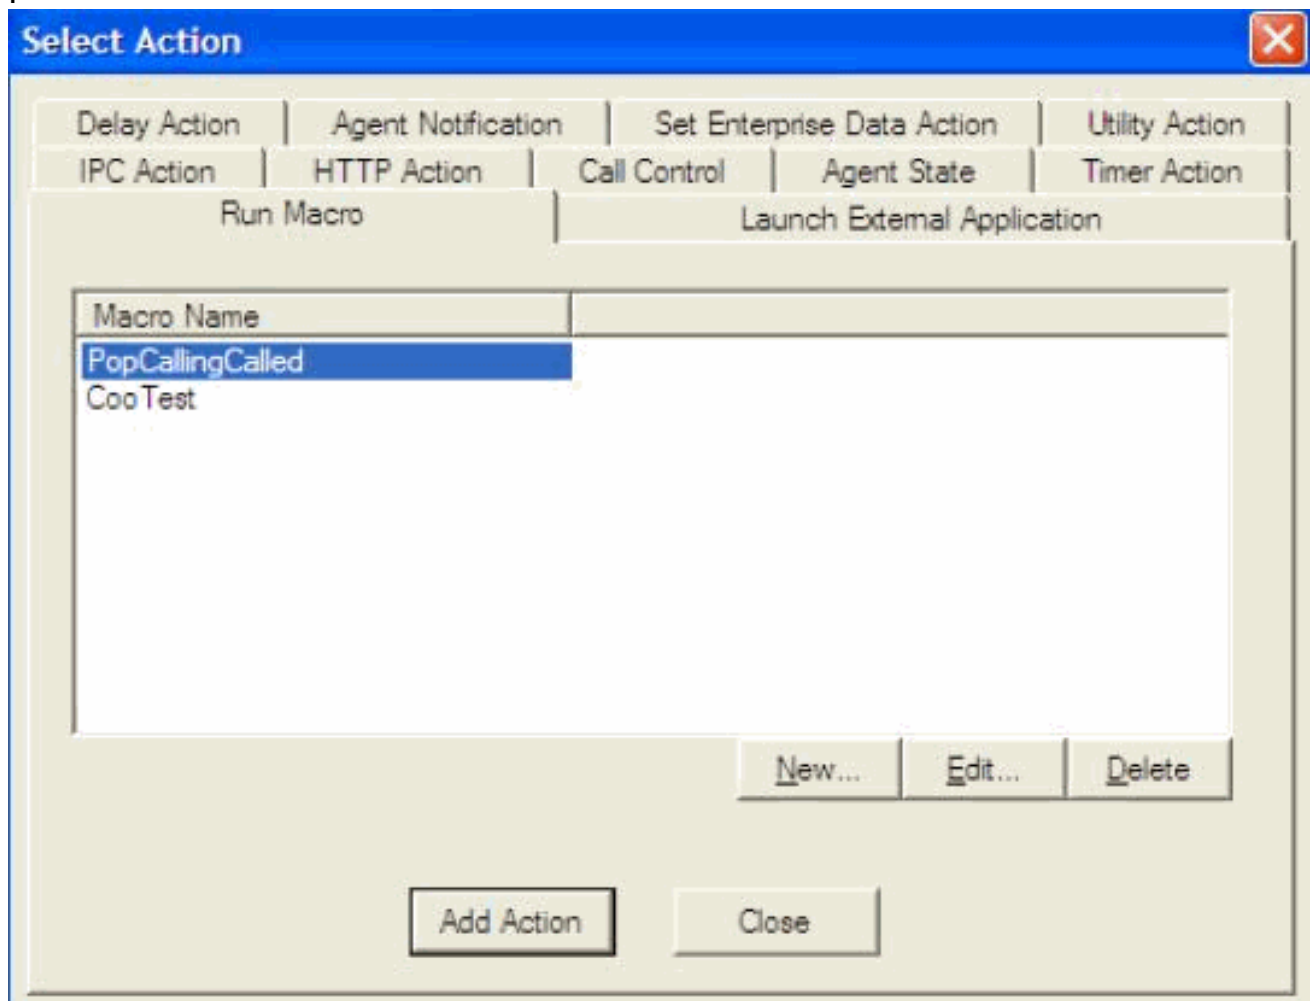 Select Action
Delay Action Agent Notification Set Enterprise Data Action Utility Action
IPC Action HTTP Action Call Control Agent State Timer Action
Run Macro Launch External Application
Macro Name
PopCallingCalled
CooTest
New... Edit... Delete
Add Action Close